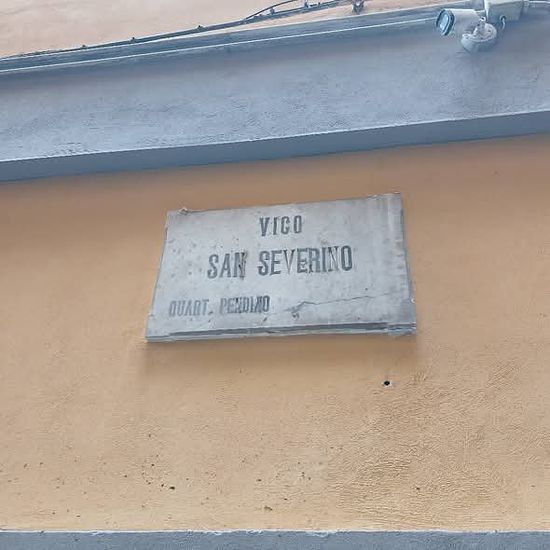 VICO
SAN SEVERINO
QUART. PENDINO